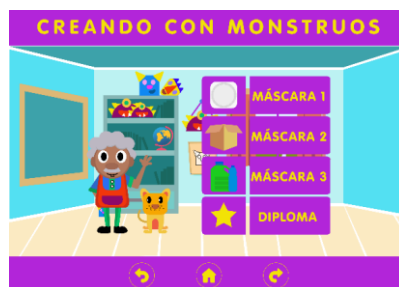 CREANDO CON MONSTRUOS
MÁSCARA 1
MÁSCARA 2
MÁSCARA 3
DIPLOMA